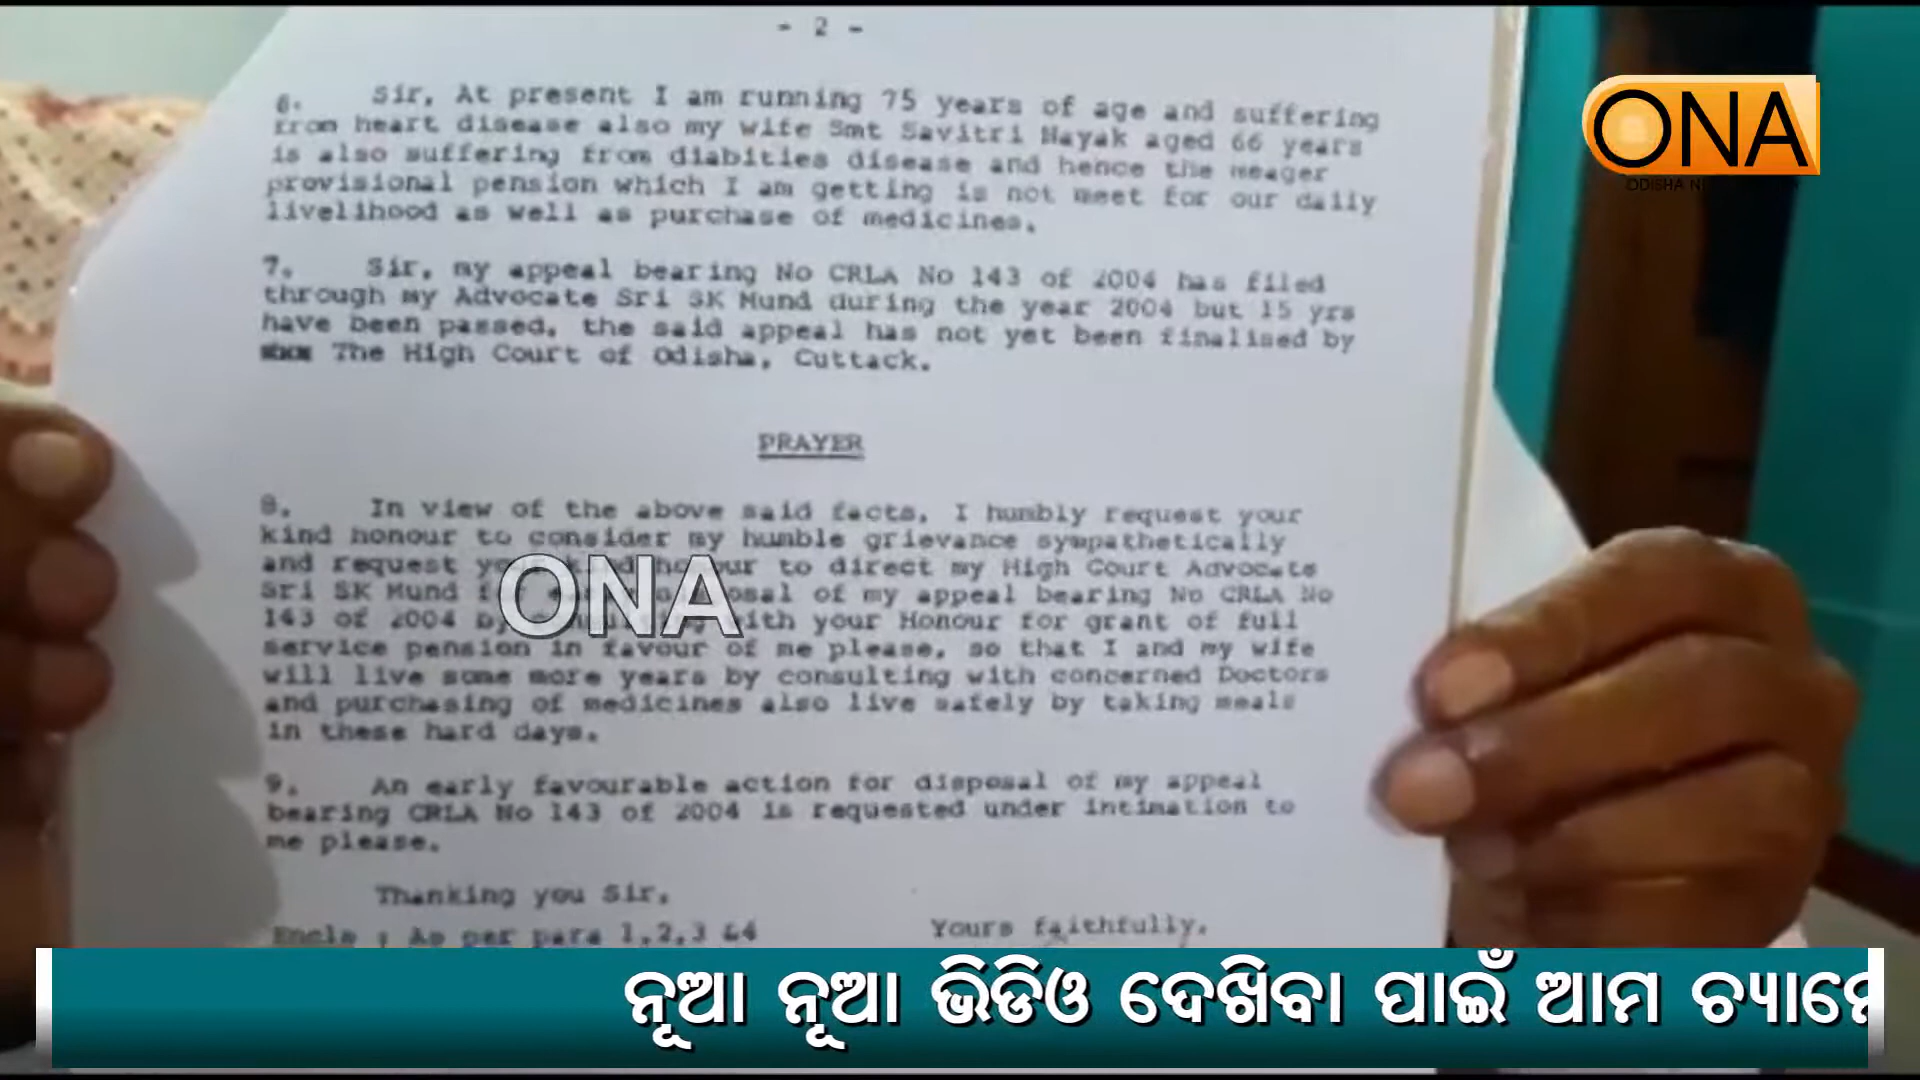 - 2 -
6. Sir, At present I am running 75 years of age and suffering
from heart disease also my wife Smt Savitri Nayak aged 66 years
is also suffering from diabities disease and hence the meager
provisional pension which I am getting is not meet for our daily
livelihood as well as purchase of medicines.
7. Sir, my appeal bearing No CRLA No 143 of 2004 has filed
through my Advocate Sri SK Mund during the year 2004 but 15 yrs
have been passed, the said appeal has not yet been finalised by
The High Court of Odisha, Cuttack.
PRAYER
8. In view of the above said facts, I humbly request your
kind honour to consider my humble grievance sympathetically
and request your kind honour to direct my High Court Advocate
Sri SK Mund for disposal of my appeal bearing No CRLA No
143 of 2004 by with your Honour for grant of full
service pension in favour of me please, so that I and my wife
will live some more years by consulting with concerned Doctors
and purchasing of medicines also live safely by taking meals
in these hard days.
9. An early favourable action for disposal of my appeal
bearing CRLA No 143 of 2004 is requested under intimation to
me please.
Thanking you Sir,
Encls : As per para 1,2,3 &4
Yours faithfully,
ONA
ODISHA
ONA
ନୂଆ ନୂଆ ଭିଡିଓ ଦେଖିବା ପାଇଁ ଆମ